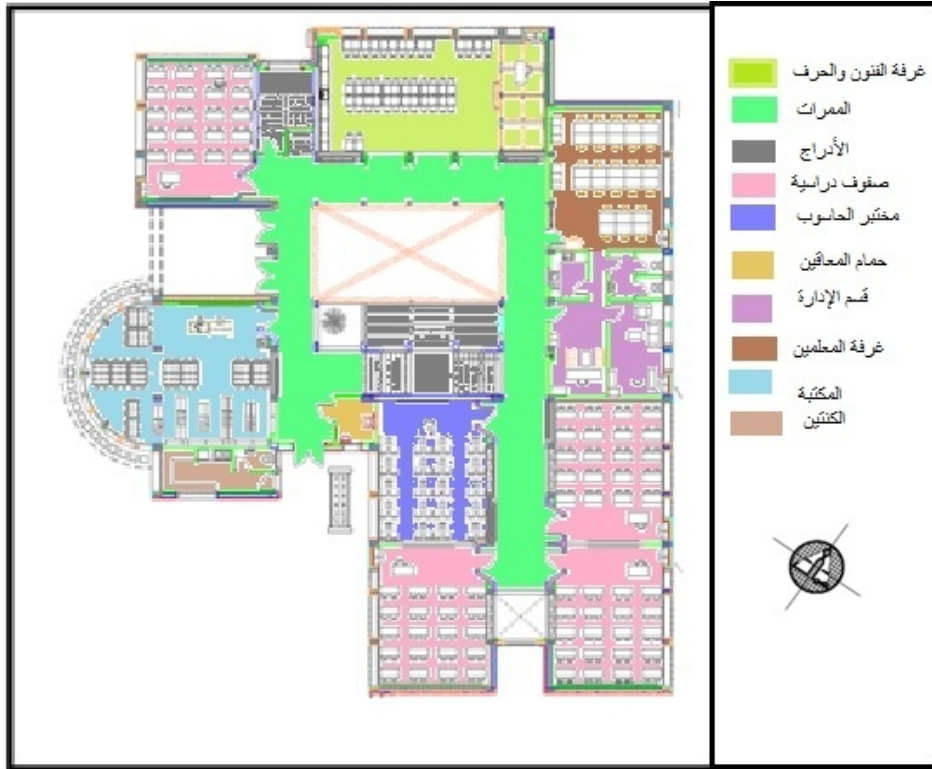 غرفة الفنون والحرف
الممرات
الأدراج
صفوف دراسية
مختبر الحاسوب
حمام المعاقين
قسم الإدارة
غرفة المعلمين
المكتبة
الكنتين